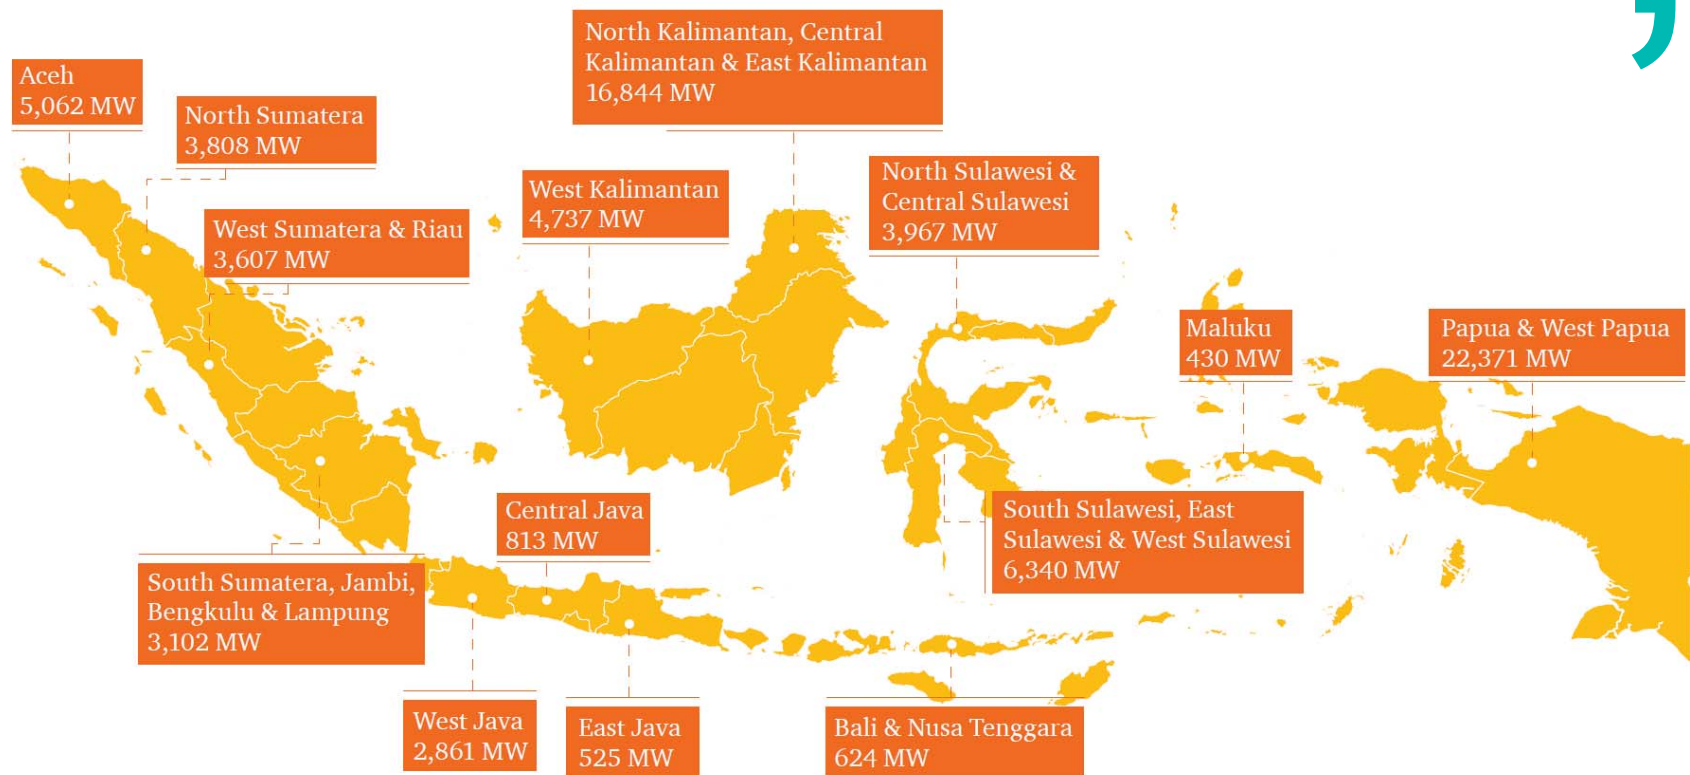 North Kalimantan, Central
Kalimantan & East Kalimantan
16,844 MW
Aceh
5,062 MW
North Sumatera
3,808 MW
West Kalimantan
4,737 MW
North Sulawesi &
Central Sulawesi
3,967 MW
West Sumatera & Riau
3,607 MW
Maluku
430 MW
Papua & West Papua
22,371 MW
Central Java
813 MW
South Sulawesi, East
Sulawesi & West Sulawesi
6,340 MW
South Sumatera, Jambi,
Bengkulu & Lampung
3,102 MW
West Java
2,861 MW
East Java
525 MW
Bali & Nusa Tenggara
624 MW